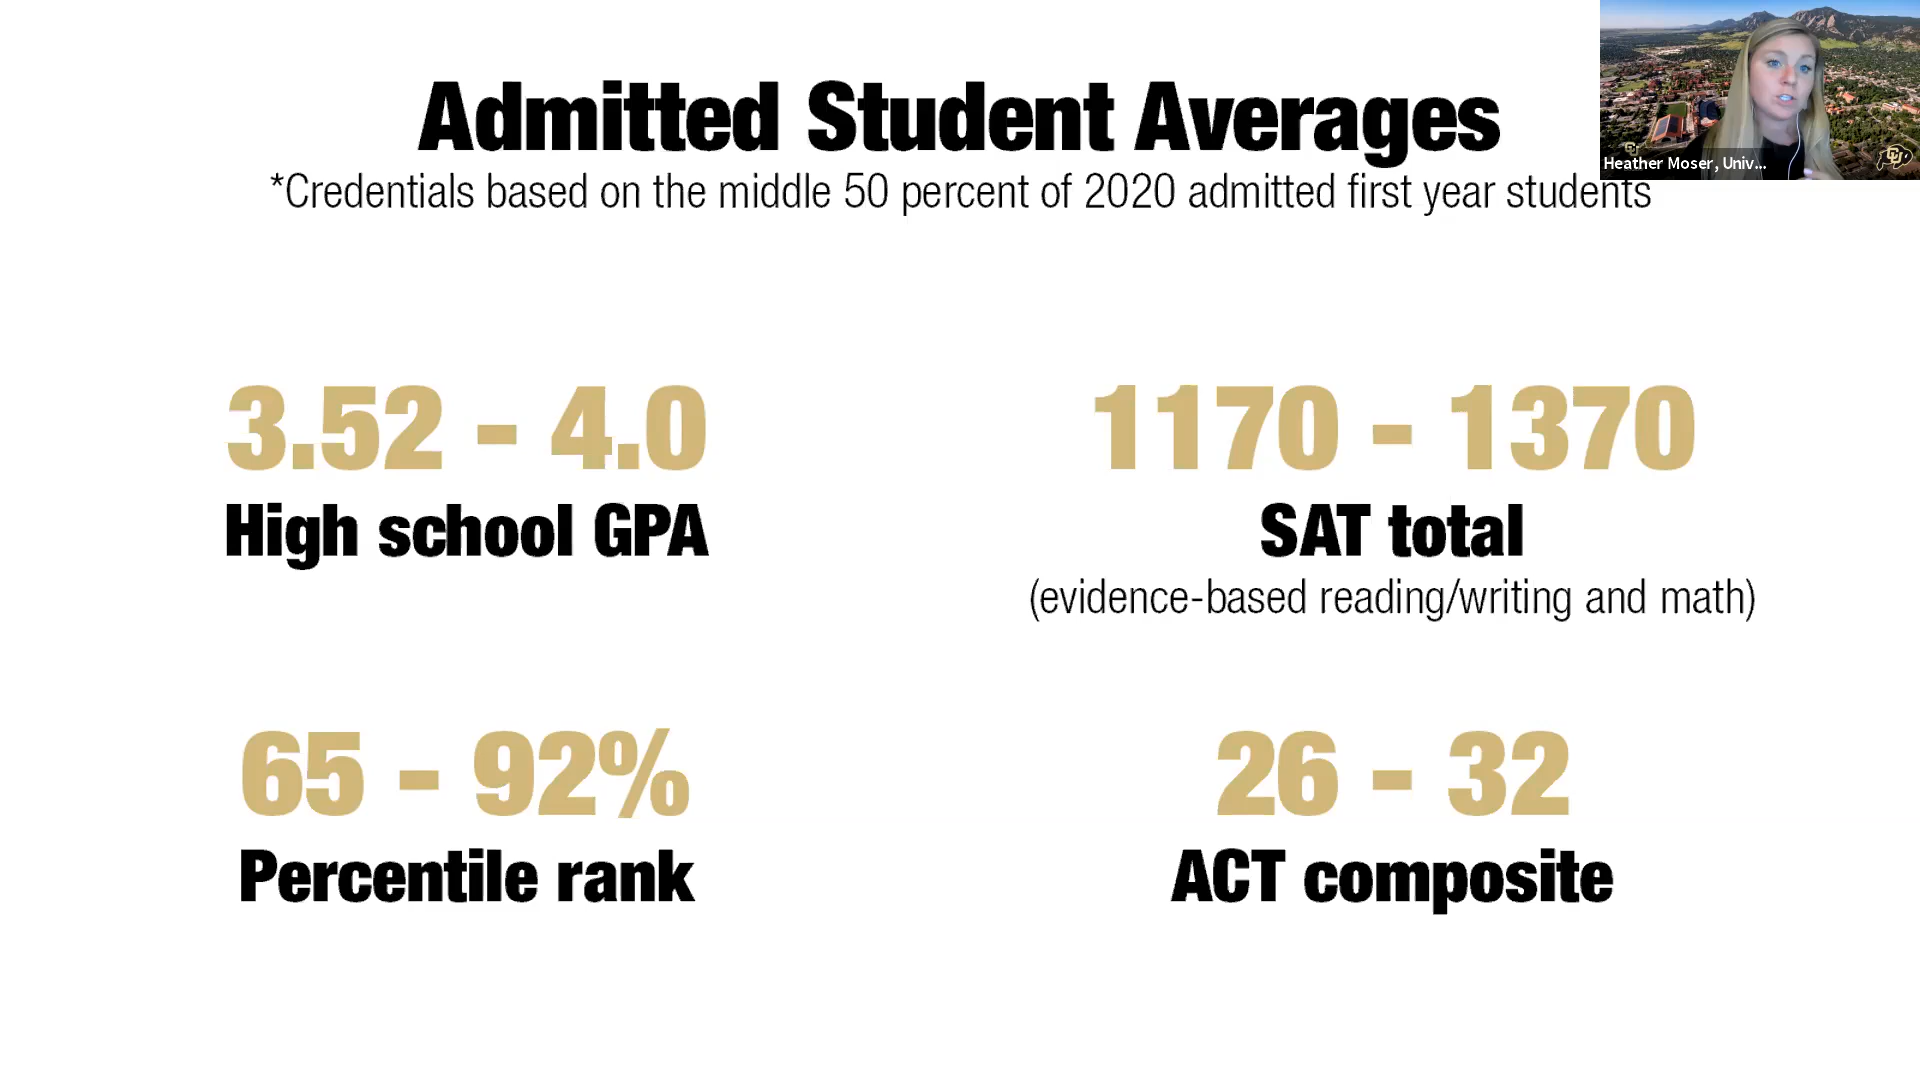 Admitted Student Averages
*Credentials based on the middle 50 percent of 2020 admitted first year students
Heather Moser, Univ...
CU
CU
3.52 - 4.0
High school GPA
1170 - 1370
SAT total
(evidence-based reading/writing and math)
65 - 92%
Percentile rank
26 - 32
ACT composite